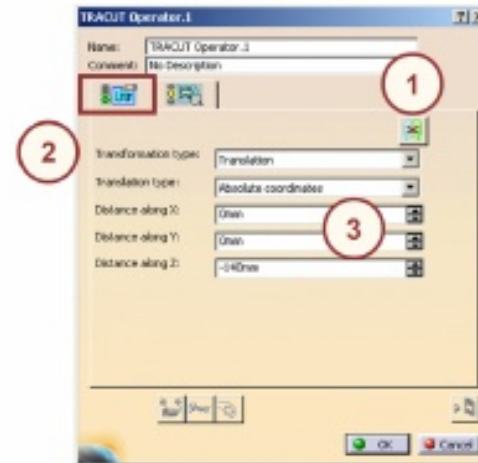 TRACUT Operator.1
Name: TRACUT Operator.1
Comment: No Description
1
2
Transformation type: Translation
Translation type: Absolute coordinates
Distance along X: 0mm
3
Distance along Y: 0mm
Distance along Z: -140mm
OK Cancel